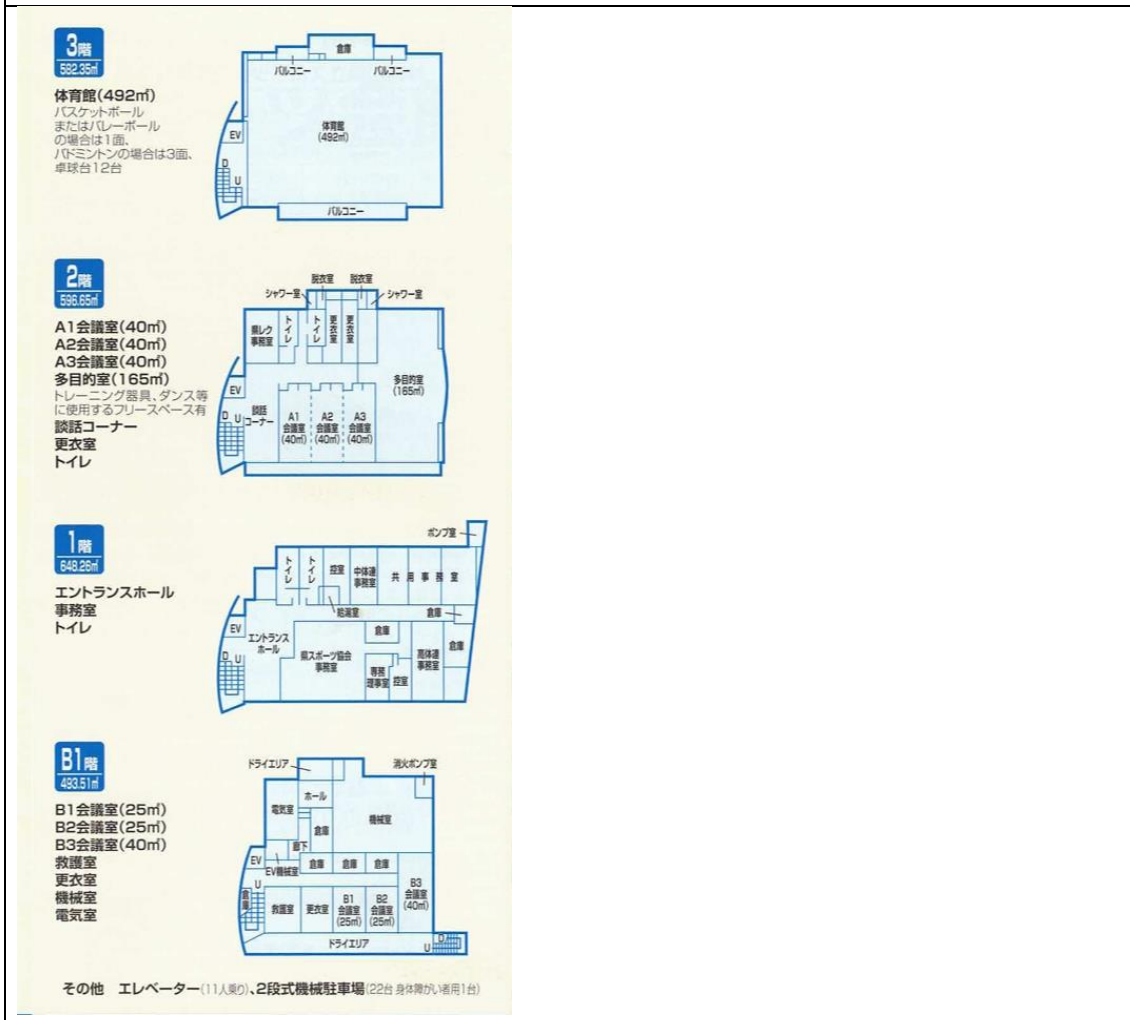 3階
582.35㎡
体育館(492㎡)
バスケットボール
またはバレーボール
の場合は1面、
バドミントンの場合は3面、
卓球台12台
倉庫
バルコニー
バルコニー
体育館
(492㎡)
EV
D
U
バルコニー
2階
596.65㎡
A1会議室(40㎡)
A2会議室(40㎡)
A3会議室(40㎡)
多目的室(165㎡)
トレーニング器具、ダンス等
に使用するフリースペース有
談話コーナー
更衣室
トイレ
脱衣室
脱衣室
シャワー室
シャワー室
県レク
事務室
トイレ
トイレ
更衣室
更衣室
多目的室
(165㎡)
EV
D U
談話
コーナー
A1
会議室
(40㎡)
A2
会議室
(40㎡)
A3
会議室
(40㎡)
1階
648.26㎡
エントランスホール
事務室
トイレ
ポンプ室
トイレ
トイレ
控室
中体連
事務室
共用事務室
給湯室
倉庫
EV
D U
エントランス
ホール
県スポーツ協会
事務室
倉庫
専務
理事室
控室
高体連
事務室
倉庫
B1階
493.51㎡
B1会議室(25㎡)
B2会議室(25㎡)
B3会議室(40㎡)
救護室
更衣室
機械室
電気室
ドライエリア
消火ポンプ室
ホール
電気室
倉庫
機械室
廊下
EV
EV機械室
倉庫
倉庫
倉庫
U
倉庫
救護室
更衣室
B1
会議室
(25㎡)
B2
会議室
(25㎡)
B3
会議室
(40㎡)
ドライエリア
D
U
その他 エレベーター(11人乗り)、2段式機械駐車場(22台 身体障がい者用1台)